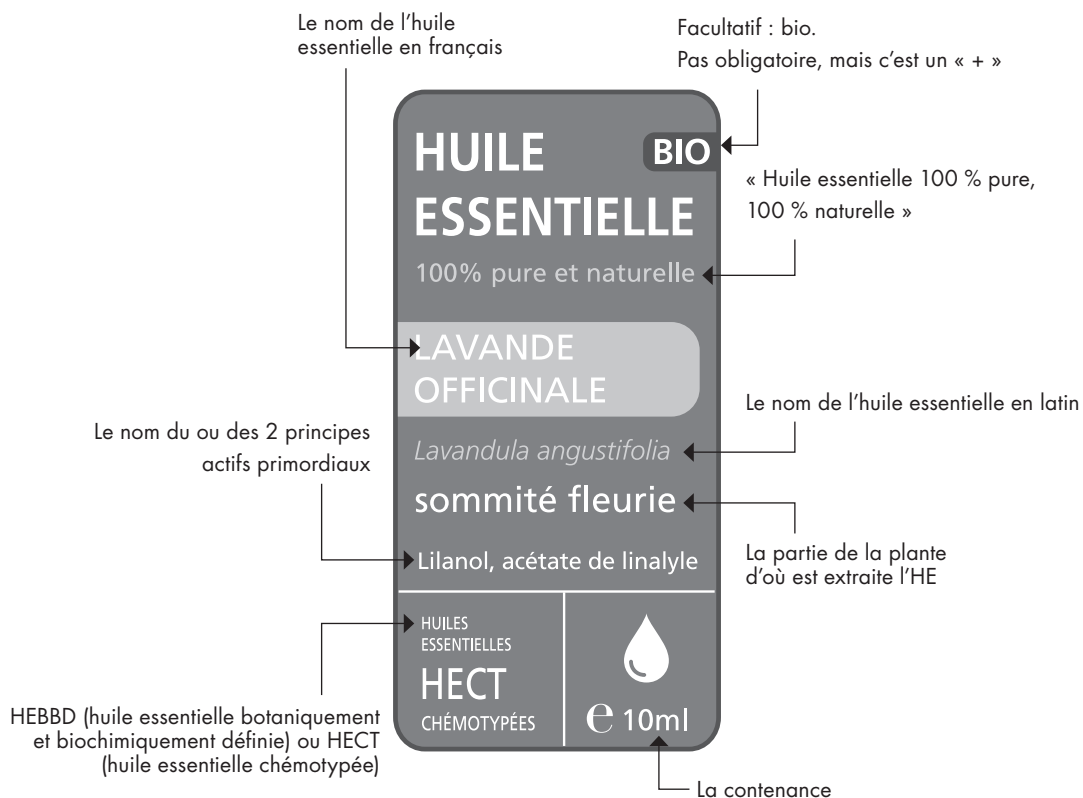 Le nom de l'huile
essentielle en français
Facultatif : bio.
Pas obligatoire, mais c'est un « + »
HUILE
BIO
ESSENTIELLE
« Huile essentielle 100 % pure,
100 % naturelle »
100% pure et naturelle
LAVANDE
OFFICINALE
Le nom de l'huile essentielle en latin
Le nom du ou des 2 principes
actifs primordiaux
Lavandula angustifolia
sommité fleurie
La partie de la plante
d'où est extraite l'HE
Lilanol, acétate de linalyle
HUILES
ESSENTIELLES
HECT
CHÉMOTYPÉES
℮ 10ml
HEBBD (huile essentielle botaniquement
et biochimiquement définie) ou HECT
(huile essentielle chémotypée)
La contenance